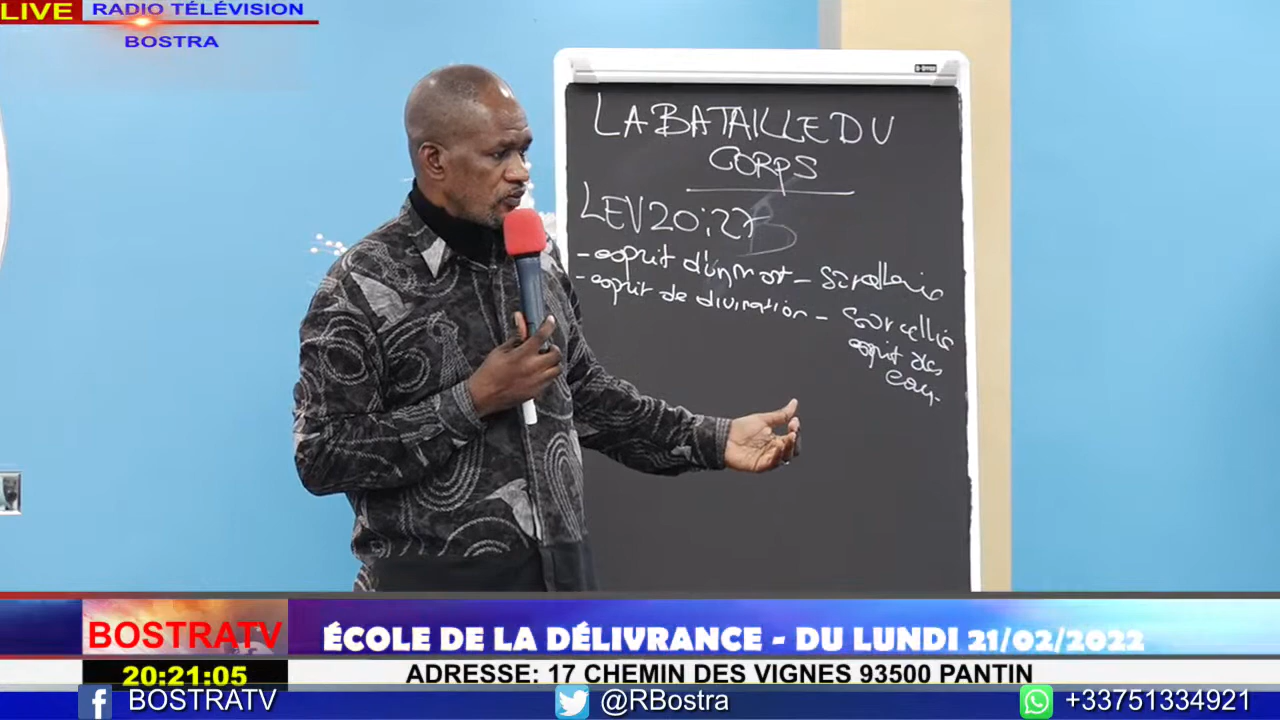 LIVE
RADIO TÉLÉVISION
BOSTRA
LA BATAILLE DU
CORPS
LEV 20:27
- esprit d'un mort - Sorcellerie
- esprit de divination - Sorcellerie
esprit des
eaux
BOSTRATV
ÉCOLE DE LA DÉLIVRANCE - DU LUNDI 21/02/2022
20:21:05
ADRESSE: 17 CHEMIN DES VIGNES 93500 PANTIN
BOSTRATV
@RBostra
+33751334921